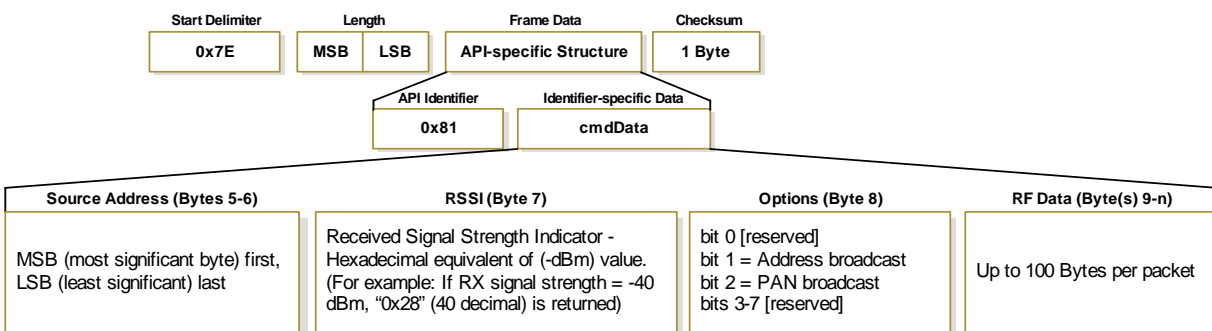 Start Delimiter Length Frame Data Checksum
0x7E MSB LSB API-specific Structure 1 Byte
API Identifier Identifier-specific Data
0x81 cmdData
Source Address (Bytes 5-6)
MSB (most significant byte) first,
LSB (least significant) last
RSSI (Byte 7)
Received Signal Strength Indicator -
Hexadecimal equivalent of (-dBm) value.
(For example: If RX signal strength = -40
dBm, “0x28” (40 decimal) is returned)
Options (Byte 8)
bit 0 [reserved]
bit 1 = Address broadcast
bit 2 = PAN broadcast
bits 3-7 [reserved]
RF Data (Byte(s) 9-n)
Up to 100 Bytes per packet